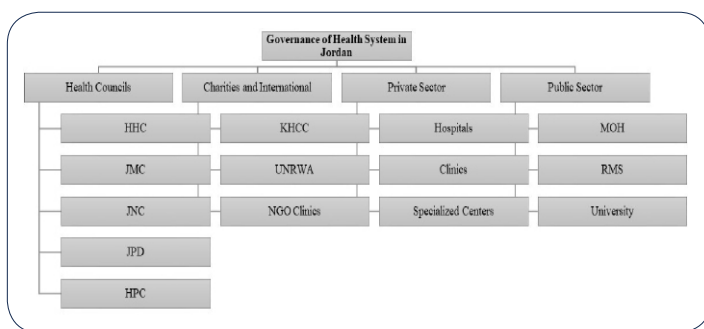 Governance of Health System in
Jordan
Health Councils
Charities and International
Private Sector
Public Sector
HHC
KHCC
Hospitals
MOH
JMC
UNRWA
Clinics
RMS
JNC
NGO Clinics
Specialized Centers
University
JPD
HPC